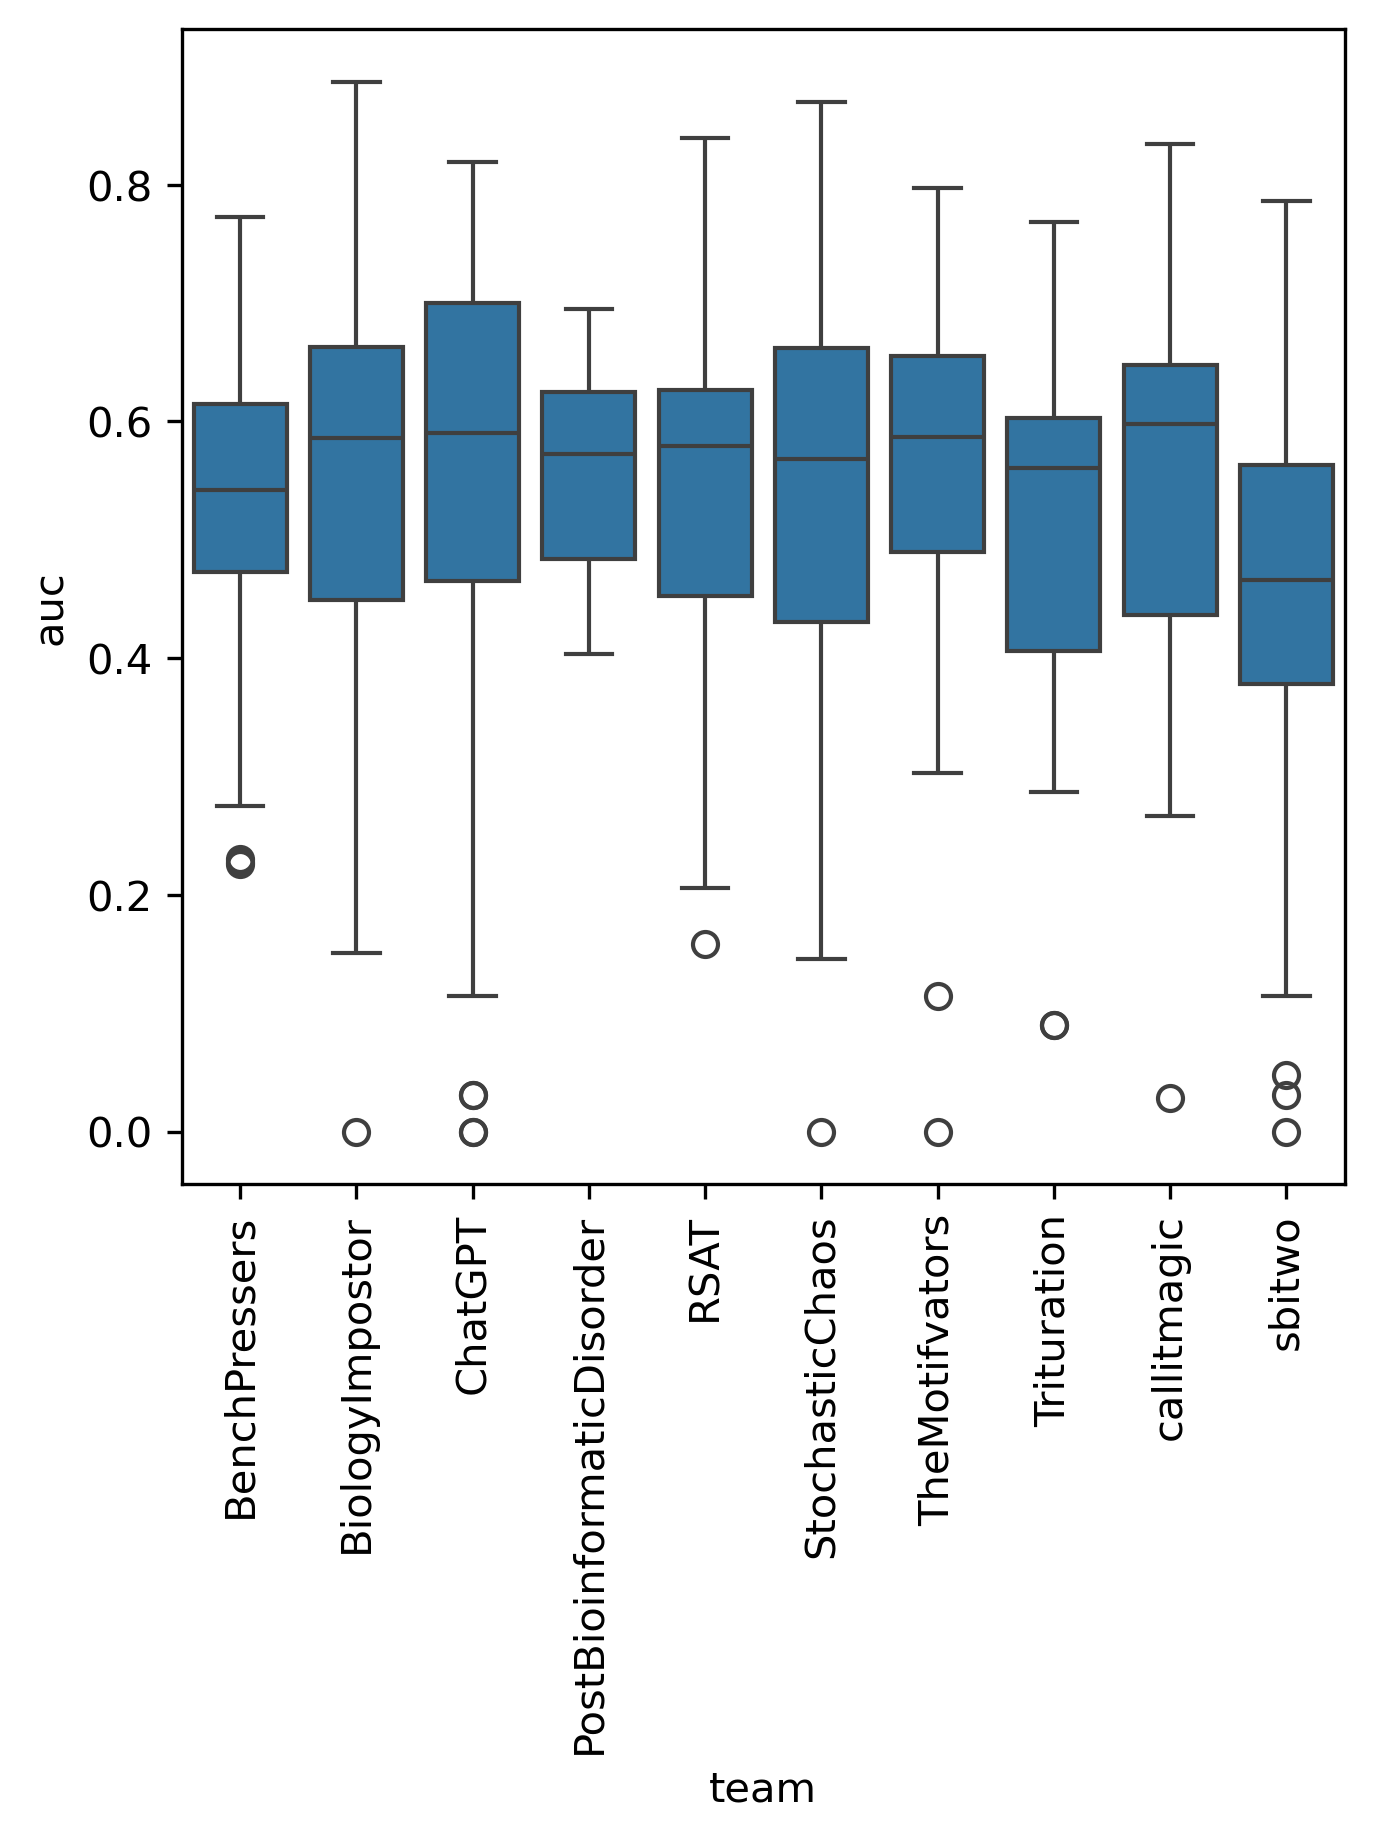 auc
0.8
0.6
0.4
0.2
0.0
BenchPressers
BiologyImpostor
ChatGPT
PostBioinformaticDisorder
RSAT
StochasticChaos
TheMotifvators
Trituration
callitmagic
sbitwo
team